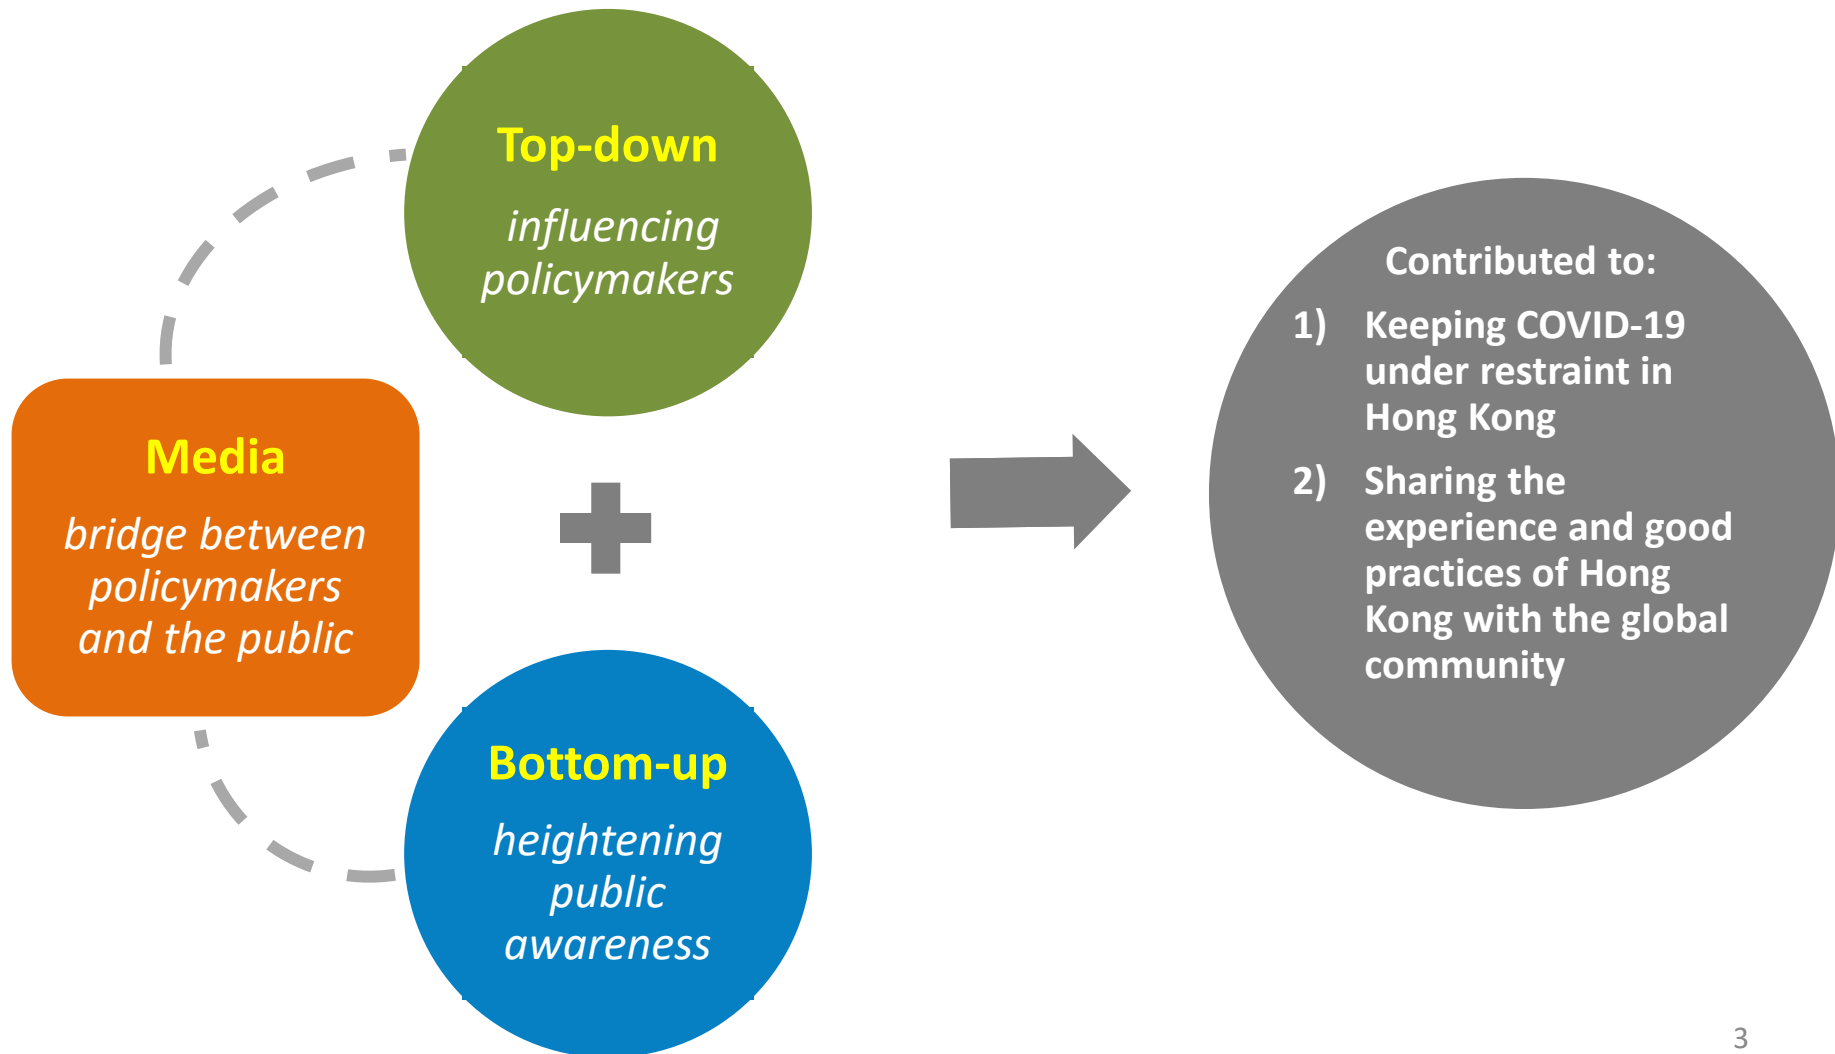 Top-down
influencing
policymakers
Media
bridge between
policymakers
and the public
Bottom-up
heightening
public
awareness
Contributed to:
1) Keeping COVID-19
under restraint in
Hong Kong
2) Sharing the
experience and good
practices of Hong
Kong with the global
community
3